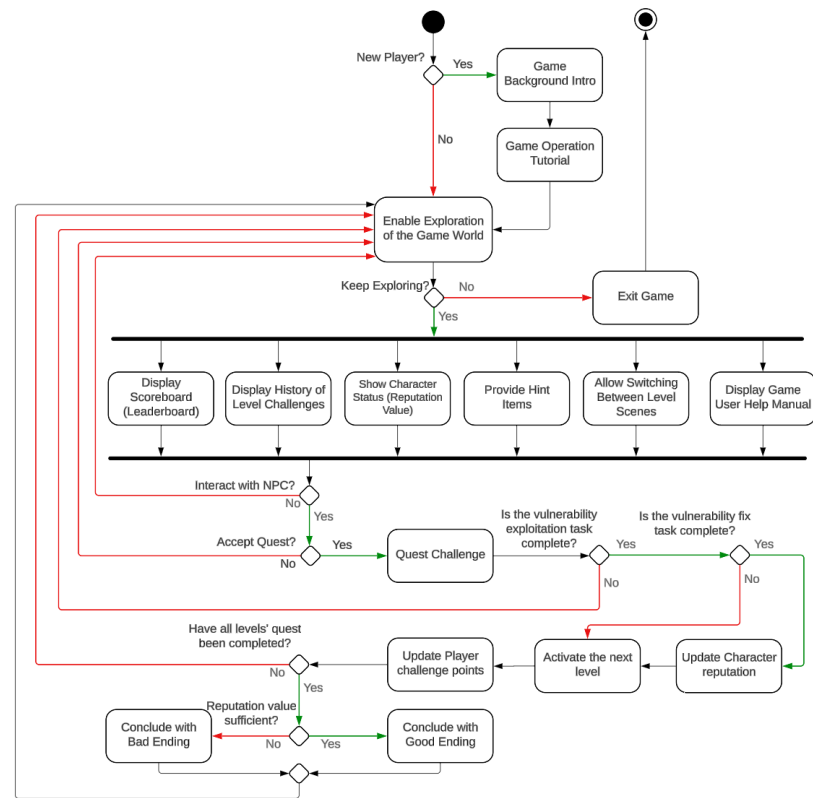 New Player?
Yes
Game
Background Intro
No
Game Operation
Tutorial
Enable Exploration
of the Game World
Keep Exploring?
No
Exit Game
Yes
Display
Scoreboard
(Leaderboard)
Display History of
Level Challenges
Show Character
Status (Reputation
Value)
Provide Hint
Items
Allow Switching
Between Level
Scenes
Display Game
User Help Manual
Interact with NPC?
No
Yes
Accept Quest?
No
Yes
Quest Challenge
Is the vulnerability
exploitation task
complete?
Yes
No
Is the vulnerability fix
task complete?
Yes
No
Have all levels' quest
been completed?
No
Yes
Update Player
challenge points
Activate the next
level
Update Character
reputation
Reputation value
sufficient?
No
Yes
Conclude with
Bad Ending
Conclude with
Good Ending